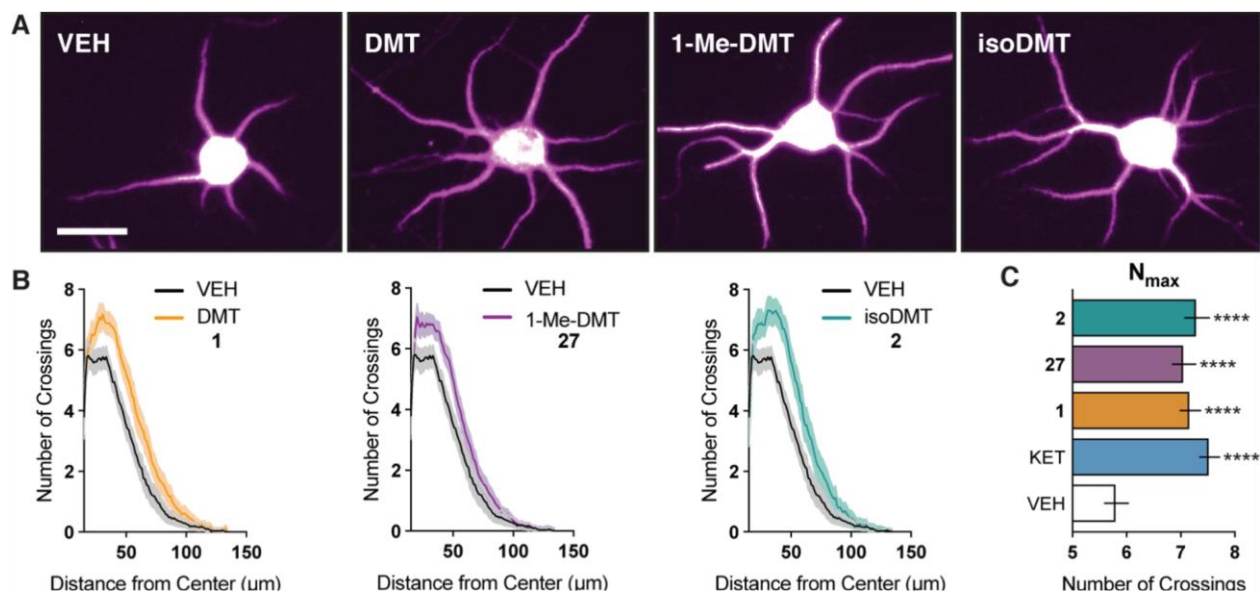 A
VEH
DMT
1-Me-DMT
isoDMT
B
Number of Crossings
8
6
4
2
0
VEH
DMT
1
50
100
150
Distance from Center (µm)
Number of Crossings
8
6
4
2
0
VEH
1-Me-DMT
27
50
100
150
Distance from Center (µm)
Number of Crossings
8
6
4
2
0
VEH
isoDMT
2
50
100
150
Distance from Center (µm)
C
Nmax
2
****
27
****
1
****
KET
****
VEH
5
6
7
8
Number of Crossings